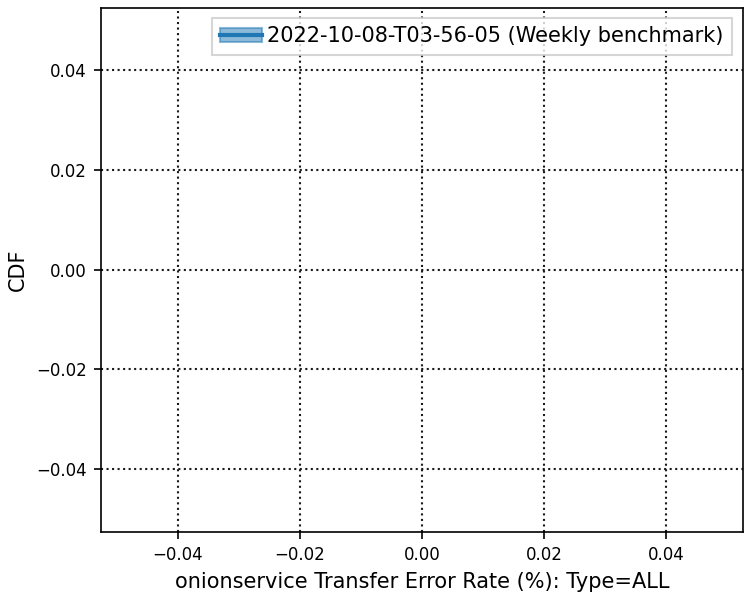 2022-10-08-T03-56-05 (Weekly benchmark)
0.04
0.02
0.00
−0.02
−0.04
CDF
−0.04 −0.02 0.00 0.02 0.04
onionservice Transfer Error Rate (%): Type=ALL